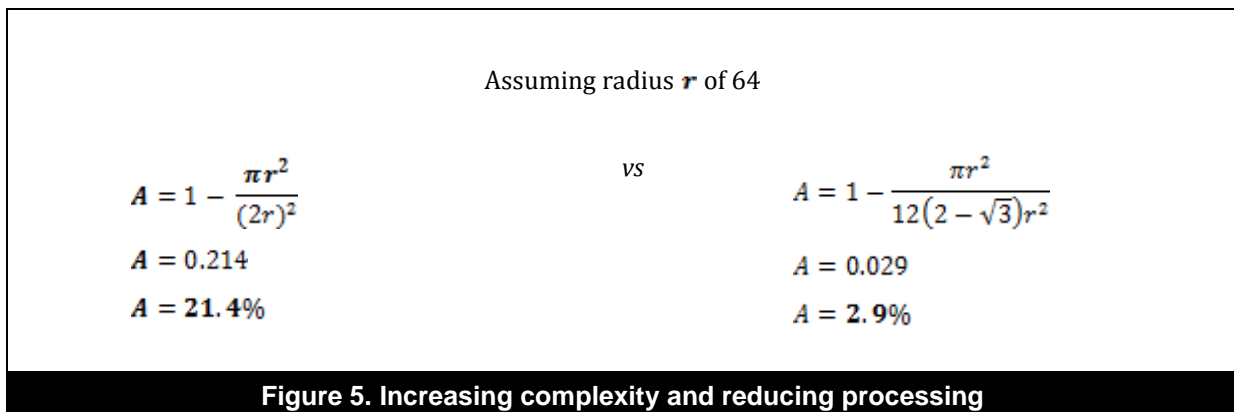 Assuming radius r of 64
A = 1 − πr²/(2r)²
vs
A = 1 − πr²/12(2 − √3)r²
A = 0.214
A = 0.029
A = 21.4%
A = 2.9%
Figure 5. Increasing complexity and reducing processing